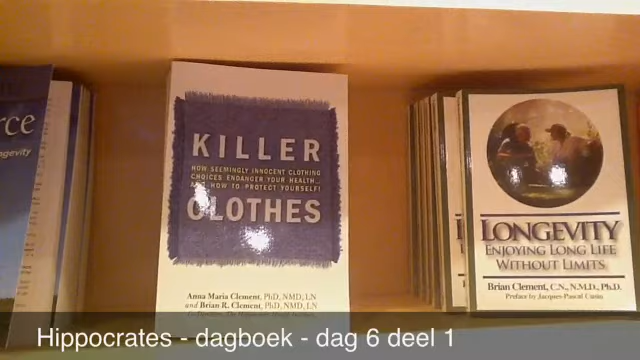 rce
ngevity
KILLER
HOW SEEMINGLY INNOCENT CLOTHING
CHOICES ENDANGER YOUR HEALTH...
AND HOW TO PROTECT YOURSELF!
CLOTHES
Anna Maria Clement, PhD, NMD, LN
and Brian R. Clement, PhD, NMD, LN
LONGEVITY
ENJOYING LONG LIFE
WITHOUT LIMITS
Brian Clement, C.N., N.M.D., Ph.D.
Preface by Jacques-Pascal Cusin
Hippocrates - dagboek - dag 6 deel 1